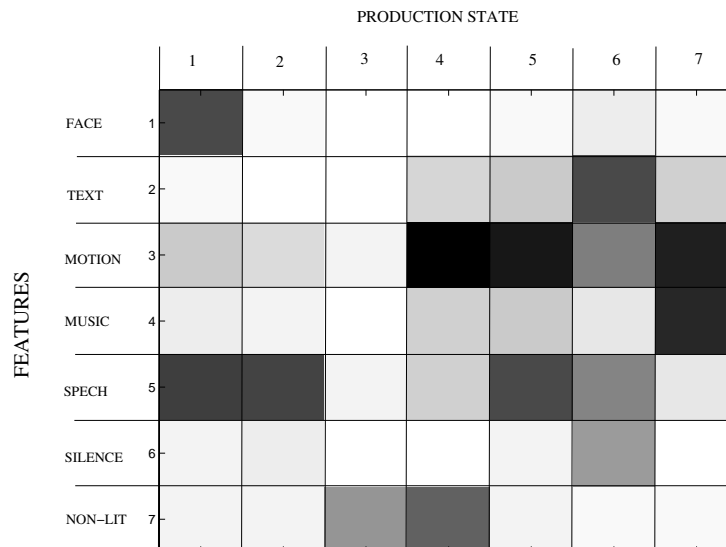 PRODUCTION STATE
1 2 3 4 5 6 7
FACE 1
TEXT 2
MOTION 3
MUSIC 4
SPECH 5
SILENCE 6
NON-LIT 7
FEATURES